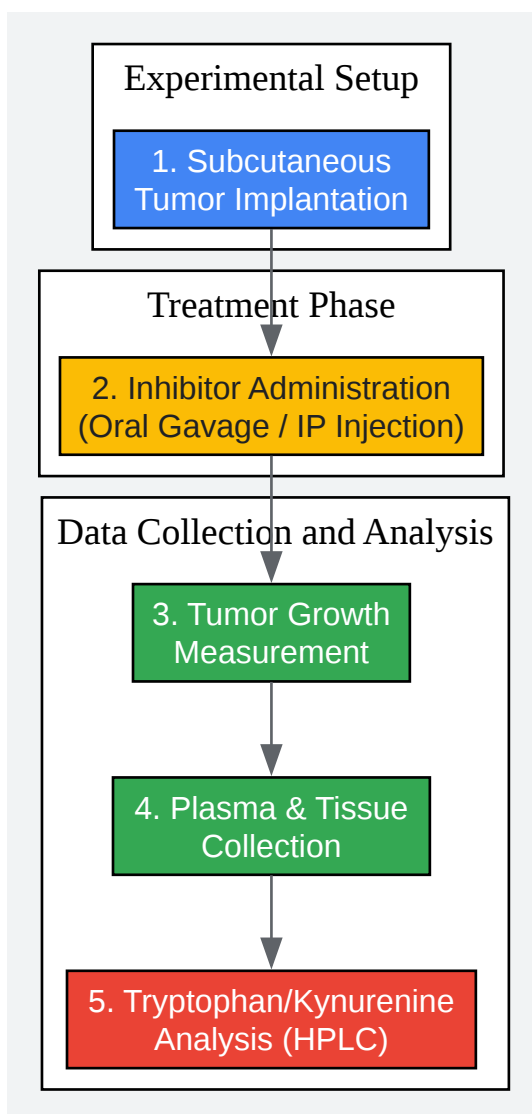 Experimental Setup
1. Subcutaneous
Tumor Implantation
Treatment Phase
2. Inhibitor Administration
(Oral Gavage / IP Injection)
Data Collection and Analysis
3. Tumor Growth
Measurement
4. Plasma & Tissue
Collection
5. Tryptophan/Kynurenine
Analysis (HPLC)